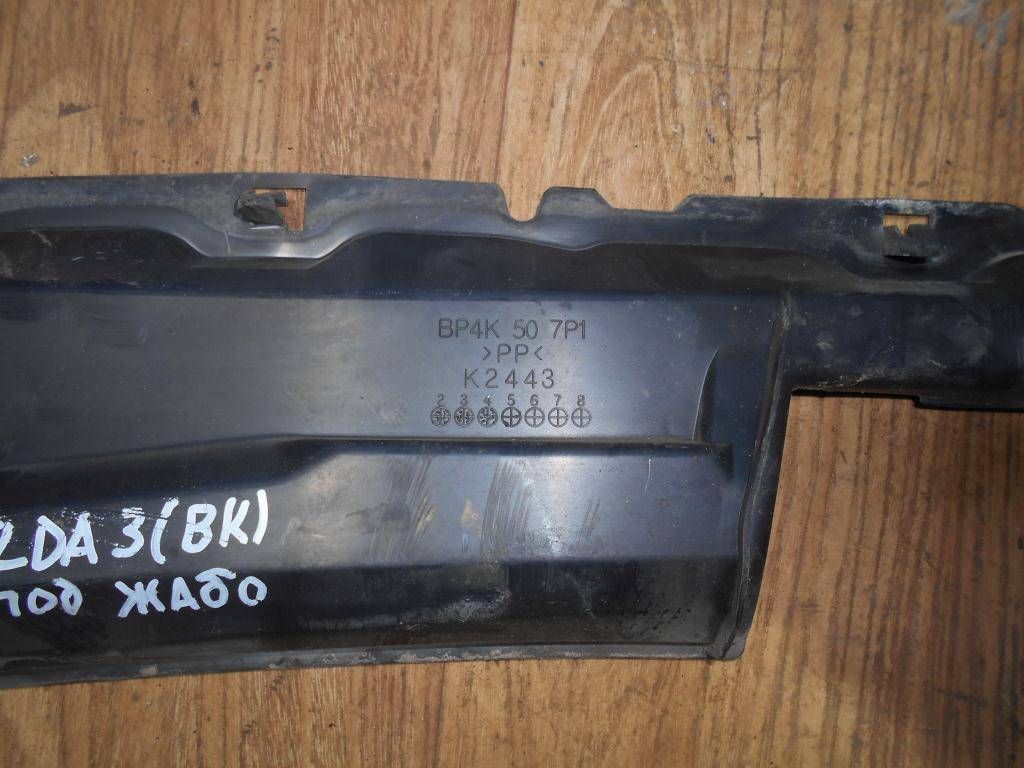 BP4K 50 7P1
>PP<
K2443
2 3 4 5 6 7 8
ZDA 3 (BK)
под жабо